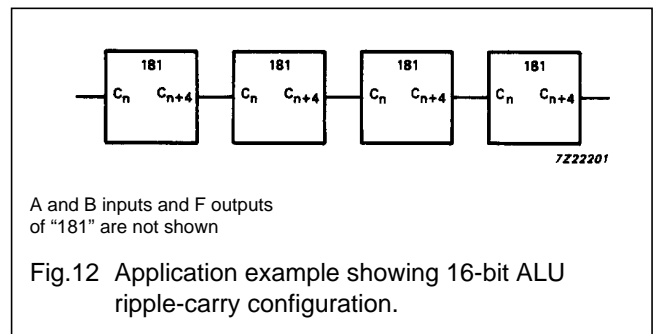 181 181 181 181
Cn Cn+4 Cn Cn+4 Cn Cn+4 Cn Cn+4
7Z22201
A and B inputs and F outputs
of “181” are not shown
Fig.12 Application example showing 16-bit ALU
ripple-carry configuration.